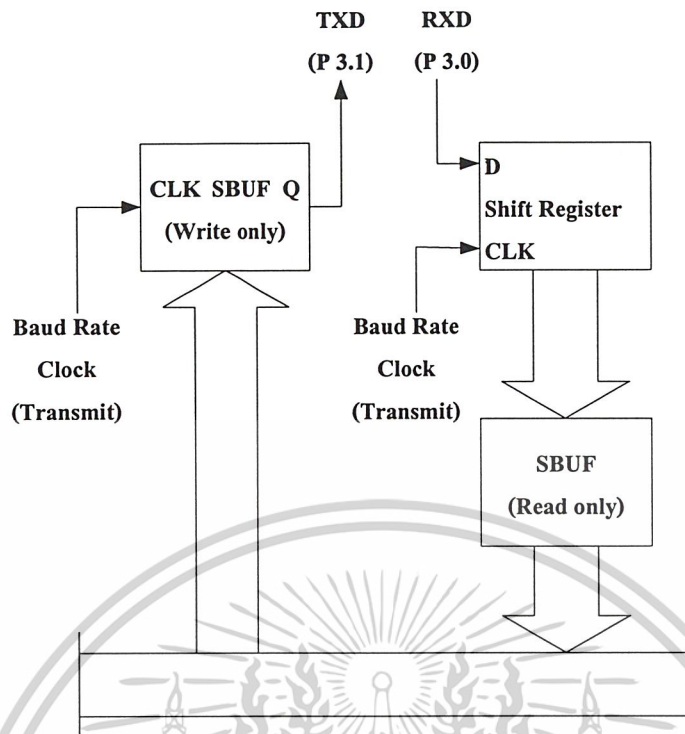 TXD
(P 3.1)
RXD
(P 3.0)
CLK SBUF Q
(Write only)
D
Shift Register
CLK
Baud Rate
Clock
(Transmit)
Baud Rate
Clock
(Transmit)
SBUF
(Read only)